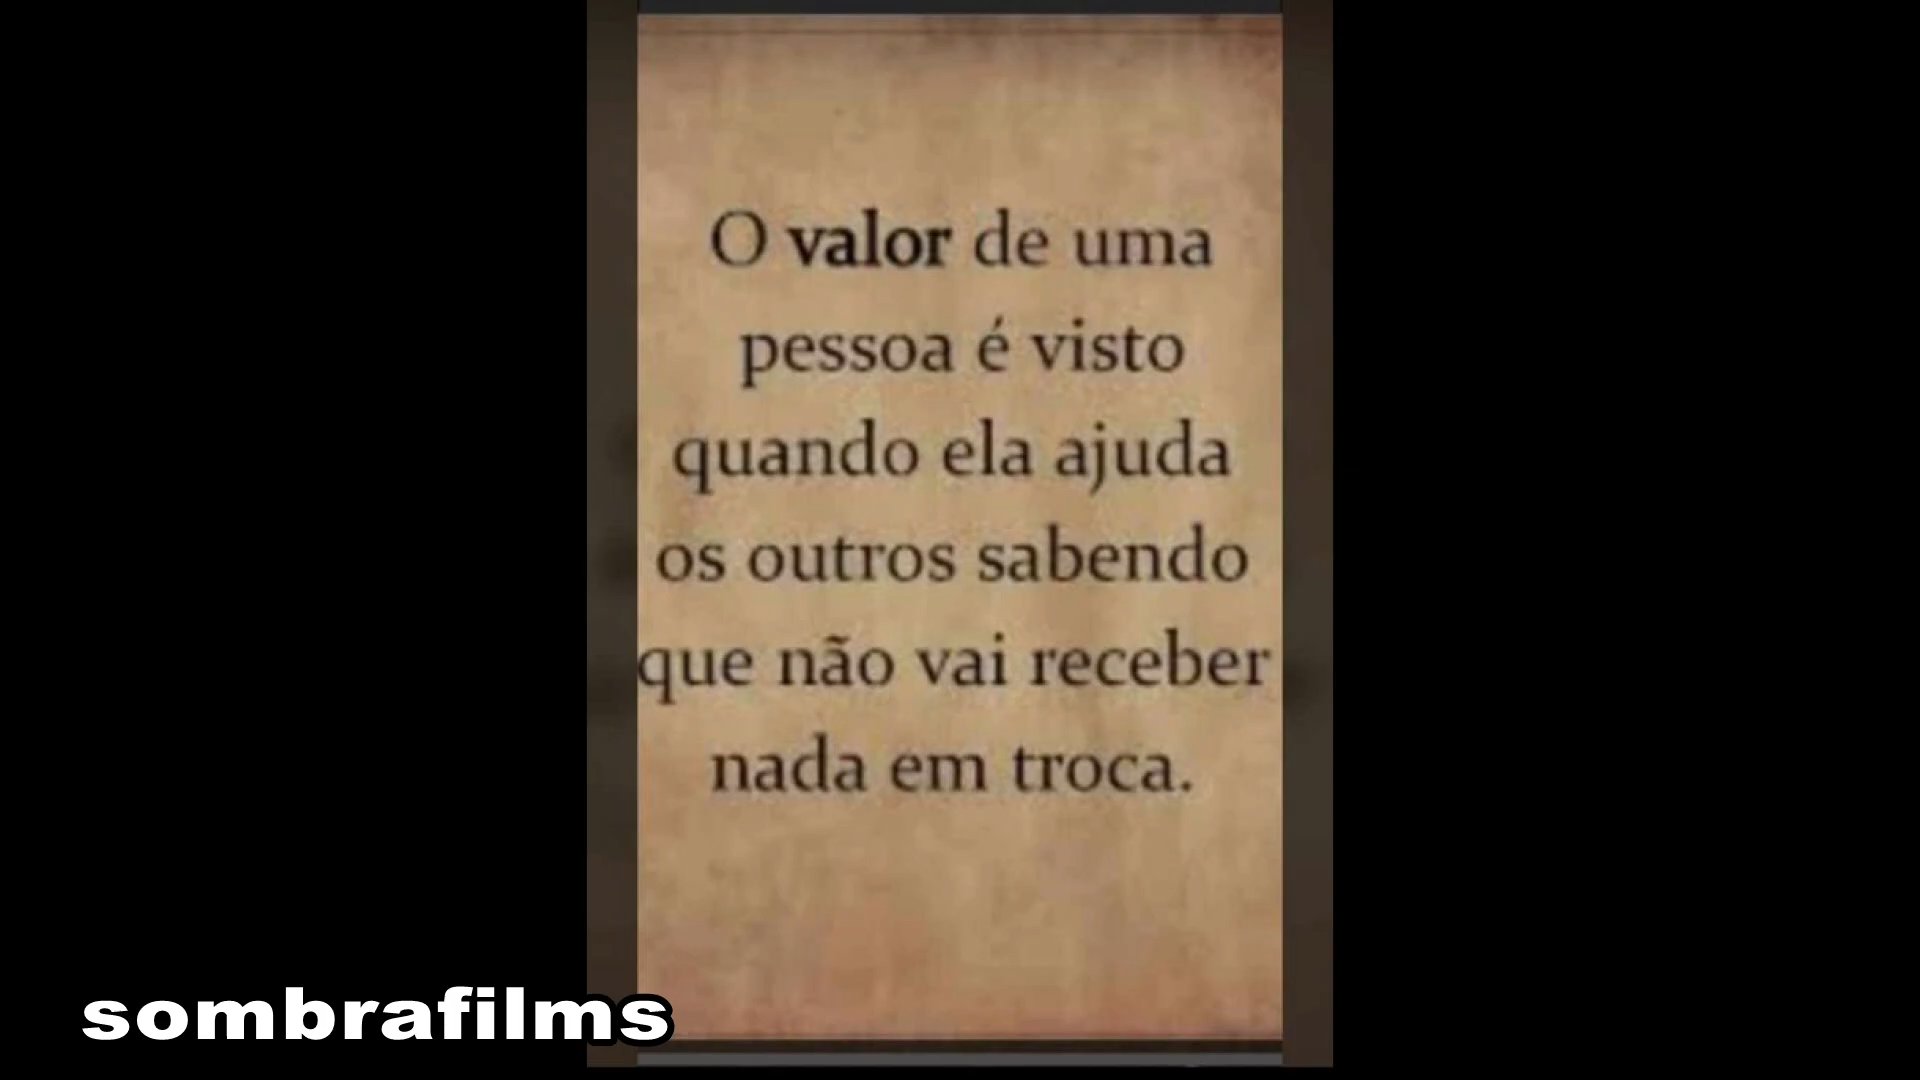 O valor de uma
pessoa é visto
quando ela ajuda
os outros sabendo
que não vai receber
nada em troca.
sombrafilms